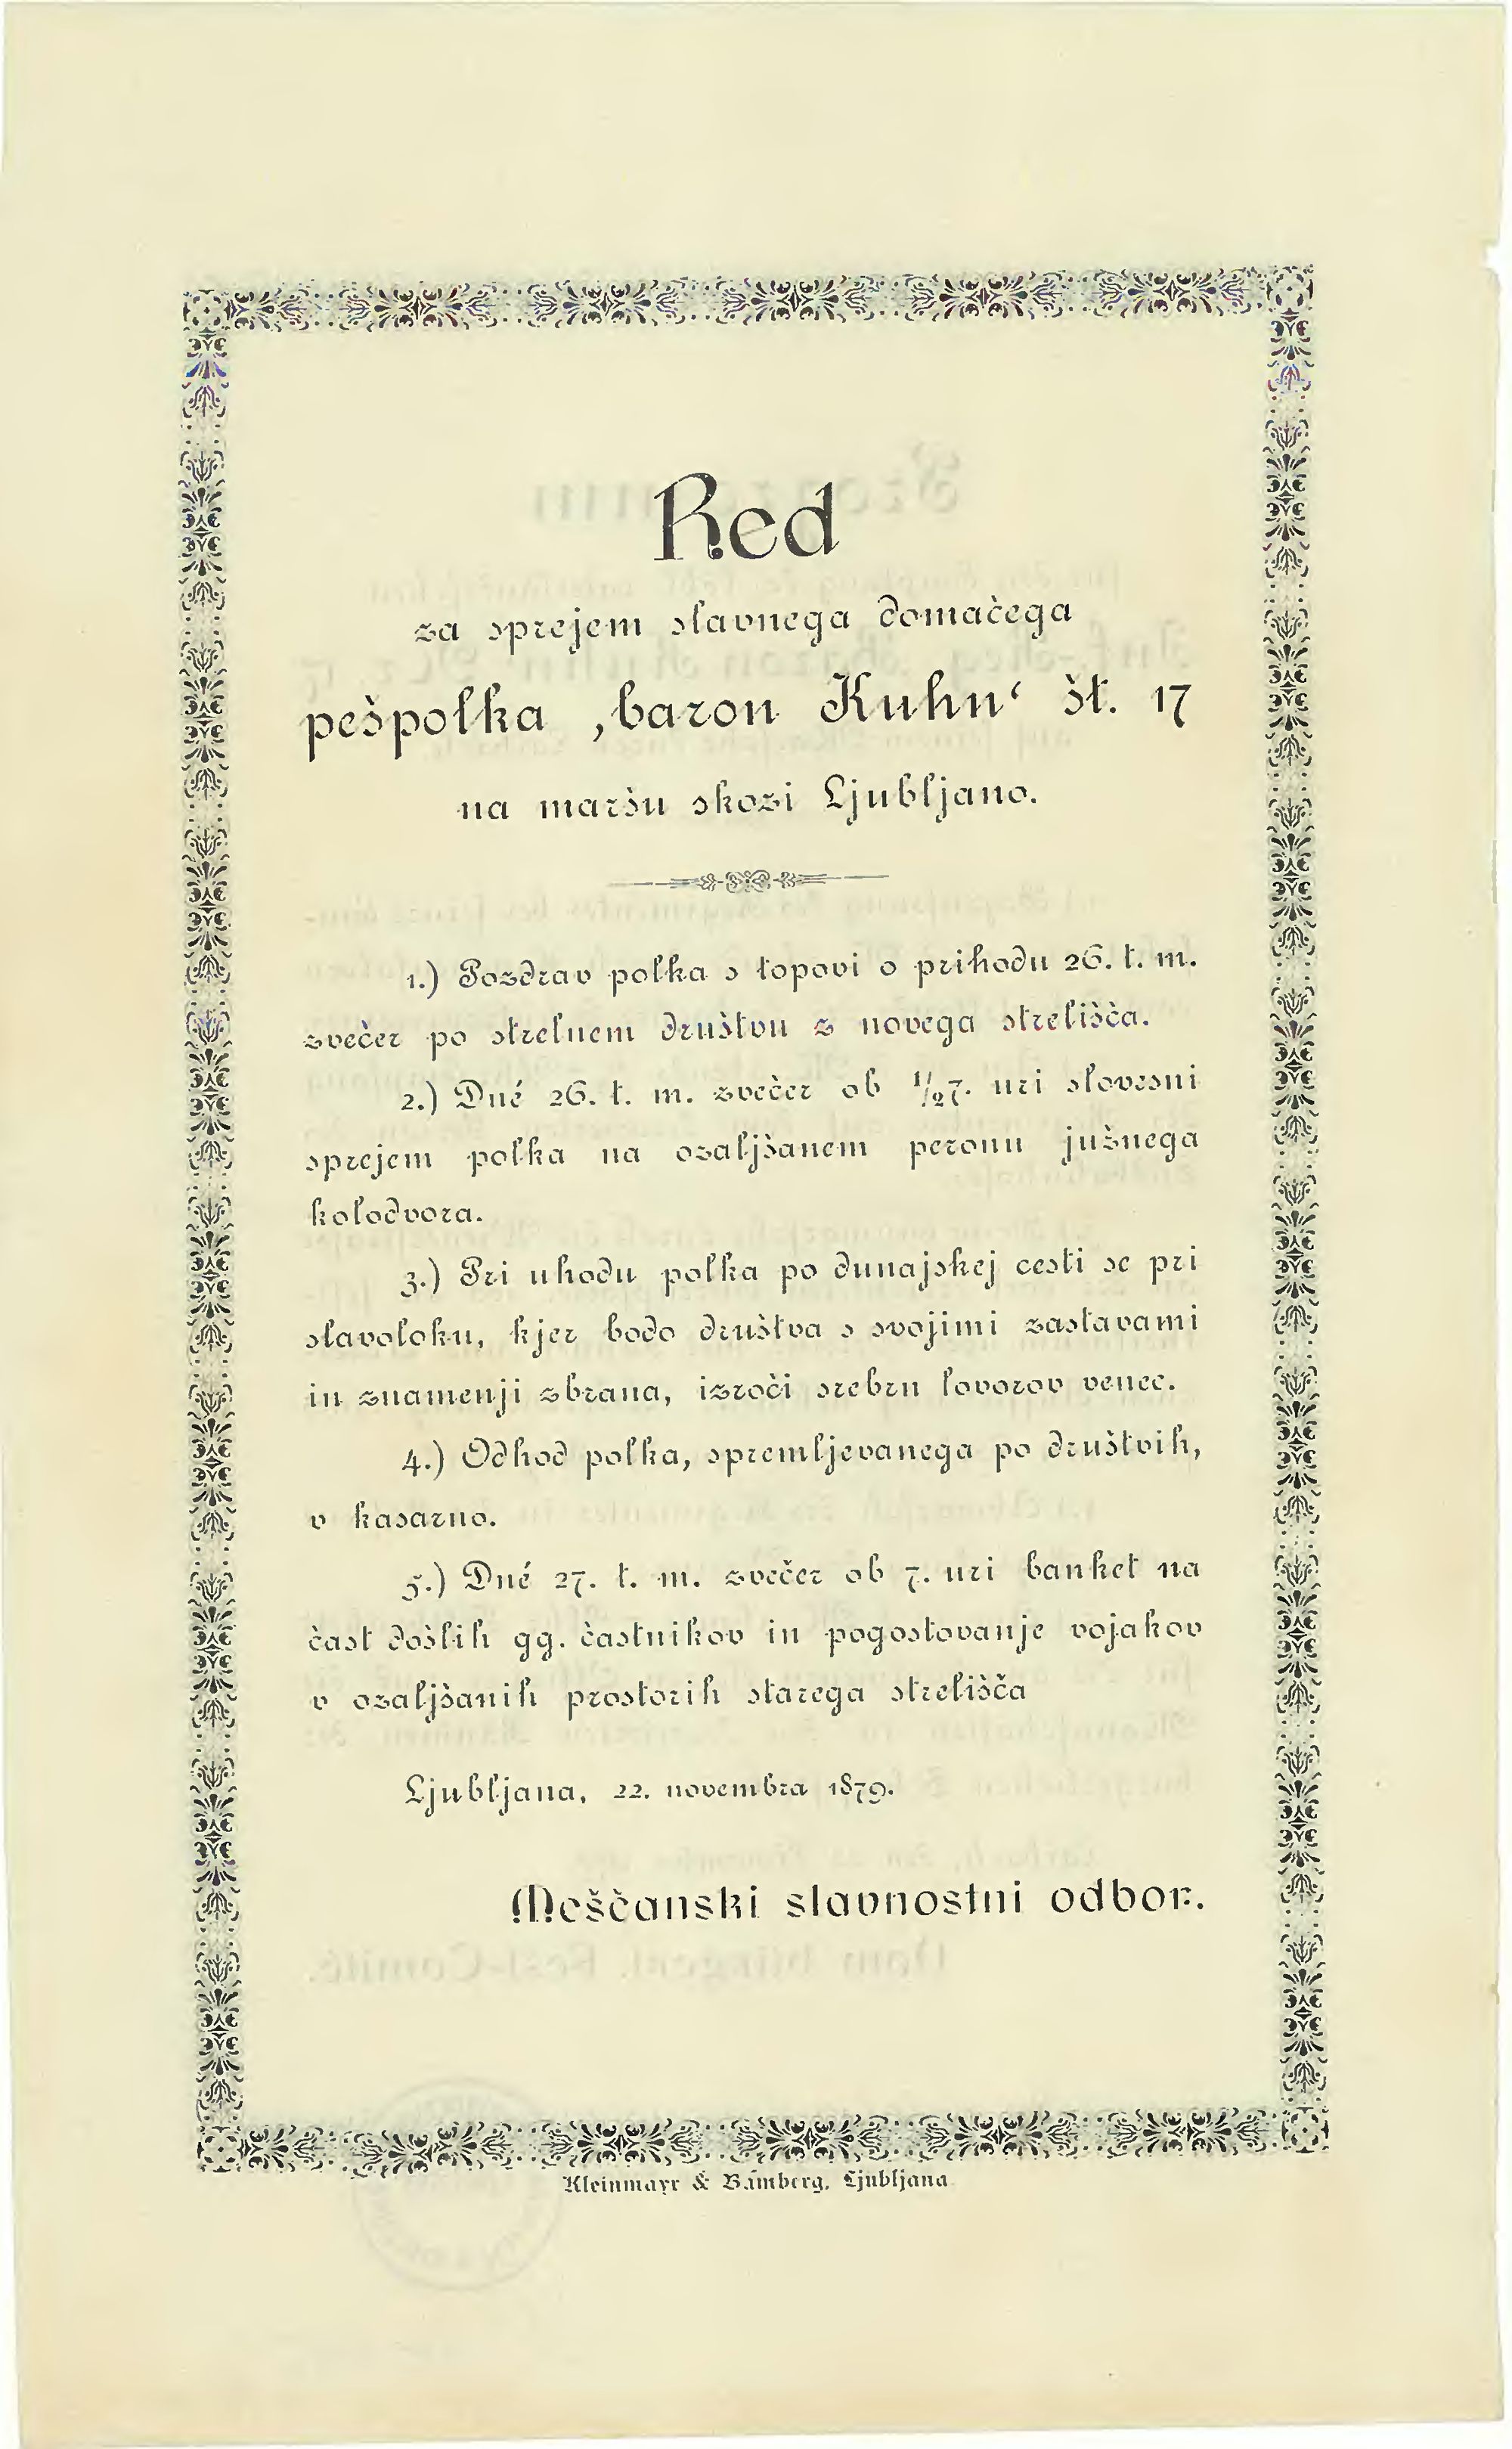 Red
za sprejem slavnega domačega
pešpolka ‚baron Kuhn‘ št. 17
na maršu skozi Ljubljano.
1.) Pozdrav polka s topovi o prihodu 26. t. m.
zvečer po strelnem društvu z novega strelišča.
2.) Dné 26. t. m. zvečer ob 1/27. uri slovesni
sprejem polka na ozaljšanem peronu južnega
kolodvora.
3.) Pri uhodu polka po dunajskej cesti se pri
slavoloku, kjer bodo društva s svojimi zastavami
in znamenji zbrana, izroči srebrn lovorov venec.
4.) Odhod polka, spremljevanega po društvih,
v kasarno.
5.) Dné 27. t. m. zvečer ob 7. uri banket na
čast došlih gg. častnikov in pogostovanje vojakov
v ozaljšanih prostorih starega strelišča
Ljubljana, 22. novembra 1879.
Meščanski slavnostni odbor.
Kleinmayr & Bamberg, Ljubljana